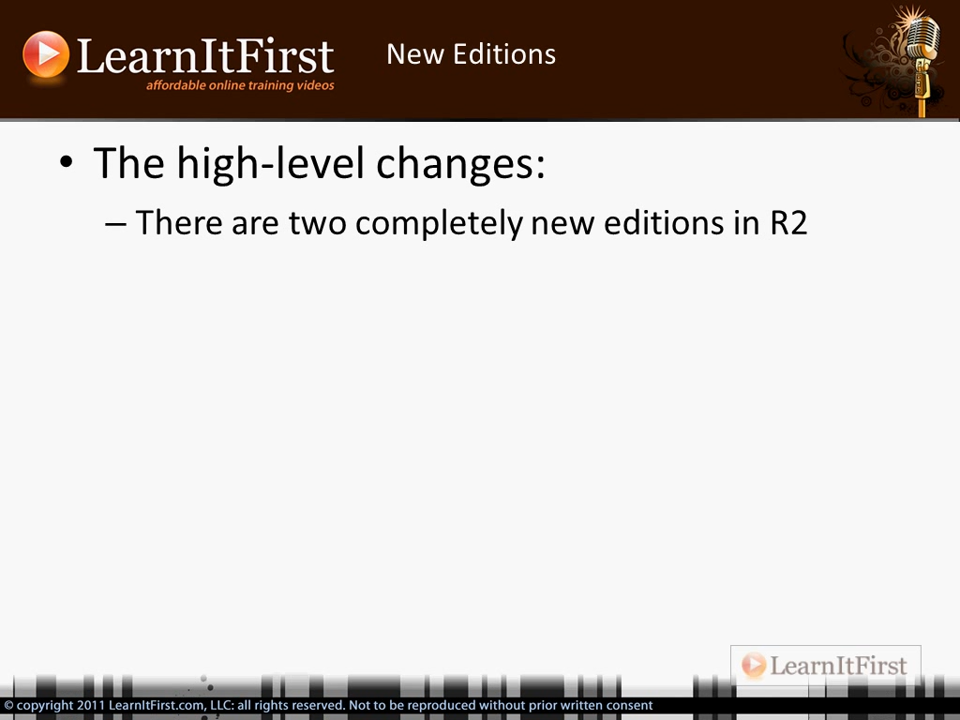 LearnItFirst
affordable online training videos
New Editions
• The high-level changes:
– There are two completely new editions in R2
LearnItFirst
© copyright 2011 LearnItFirst.com, LLC: all rights reserved. Not to be reproduced without prior written consent